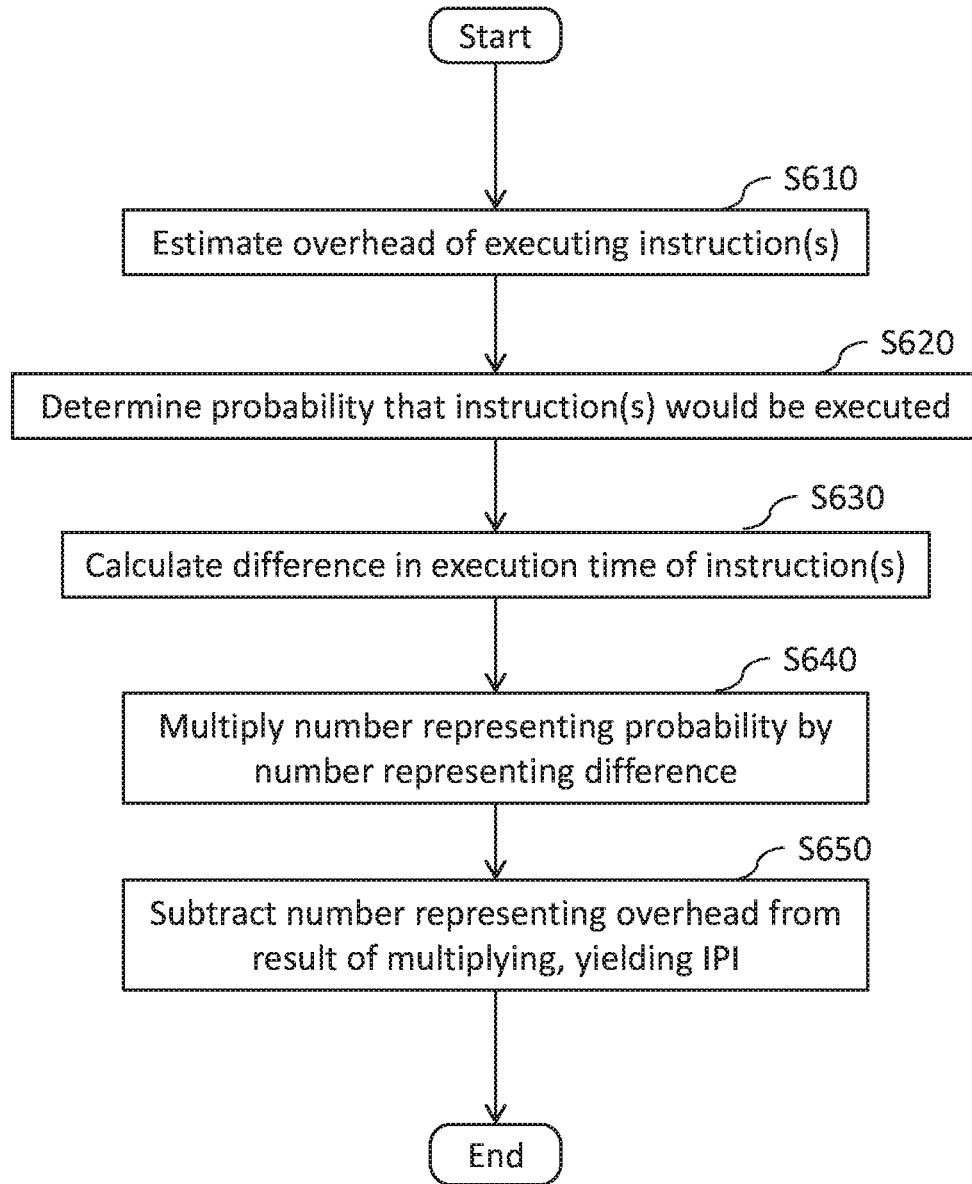 Start
S610
Estimate overhead of executing instruction(s)
S620
Determine probability that instruction(s) would be executed
S630
Calculate difference in execution time of instruction(s)
S640
Multiply number representing probability by
number representing difference
S650
Subtract number representing overhead from
result of multiplying, yielding IPI
End